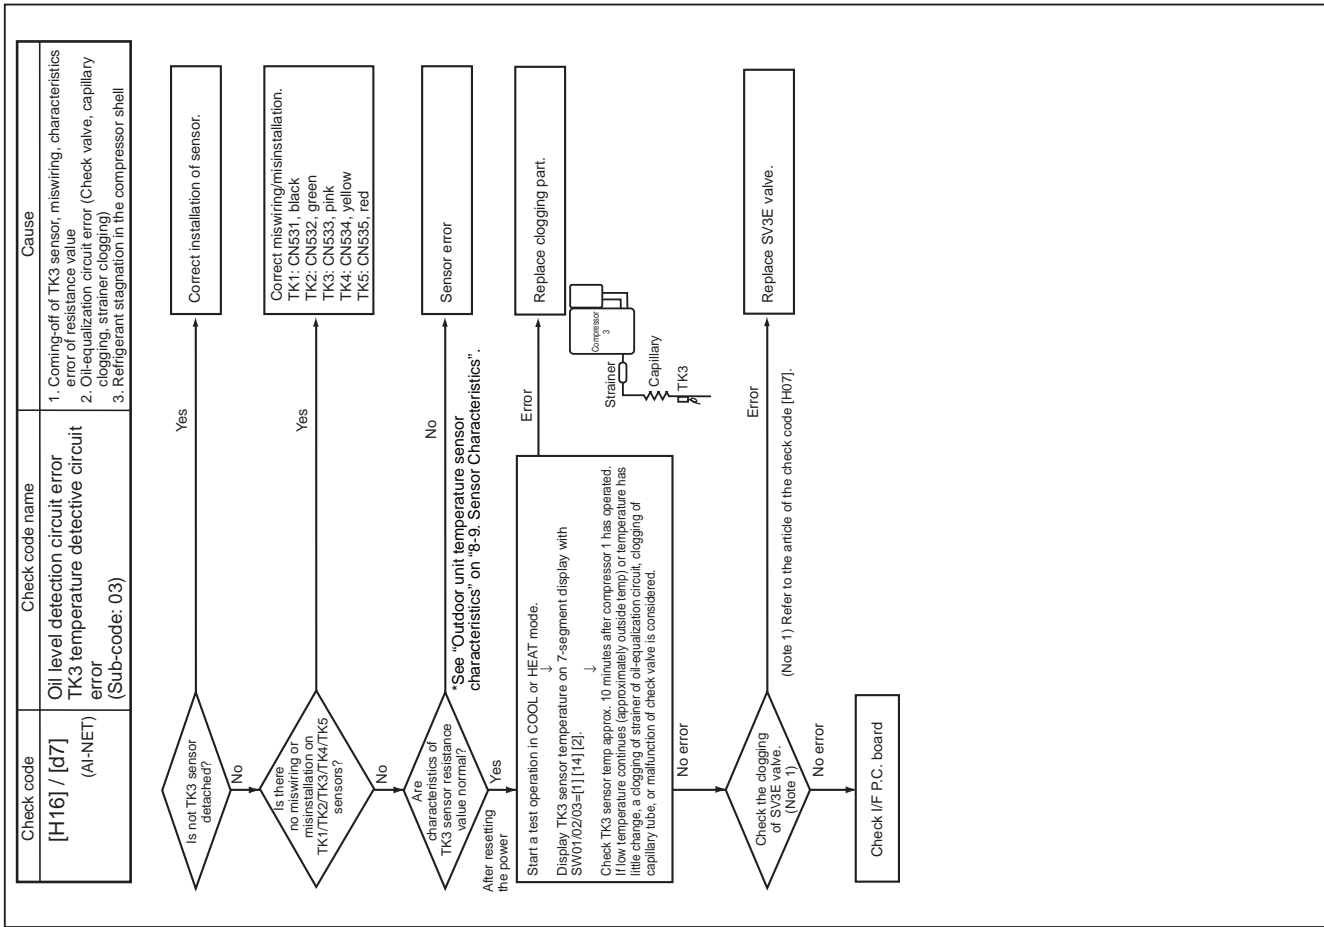 Check code
Check code name
Cause
[H16] / [d7]
(AI-NET)
Oil level detection circuit error
TK3 temperature detective circuit
error
(Sub-code: 03)
1. Coming-off of TK3 sensor, miswiring, characteristics
error of resistance value
2. Oil-equalization circuit error (Check valve, capillary
clogging, strainer clogging)
3. Refrigerant stagnation in the compressor shell
Is not TK3 sensor
detached?
Yes
Correct installation of sensor.
No
Is there
no miswiring or
misinstallation on
TK1/TK2/TK3/TK4/TK5
sensors?
Yes
Correct miswiring/misinstallation.
TK1: CN531, black
TK2: CN532, green
TK3: CN533, pink
TK4: CN534, yellow
TK5: CN535, red
No
Are
characteristics of
TK3 sensor resistance
value normal?
No
Sensor error
*See “Outdoor unit temperature sensor
characteristics” on “8-9. Sensor Characteristics”.
Yes
After resetting
the power
Start a test operation in COOL or HEAT mode.
↓
Display TK3 sensor temperature on 7-segment display with
SW01/02/03=[1] [14] [2].
↓
Check TK3 sensor temp approx. 10 minutes after compressor 1 has operated.
If low temperature continues (approximately outside temp) or temperature has
little change, a clogging of strainer of oil-equalization circuit, clogging of
capillary tube, or malfunction of check valve is considered.
Error
Replace clogging part.
Compressor
3
Strainer
Capillary
TK3
No error
Check the clogging
of SV3E valve.
(Note 1)
Error
Replace SV3E valve.
(Note 1) Refer to the article of the check code [H07].
No error
Check I/F P.C. board